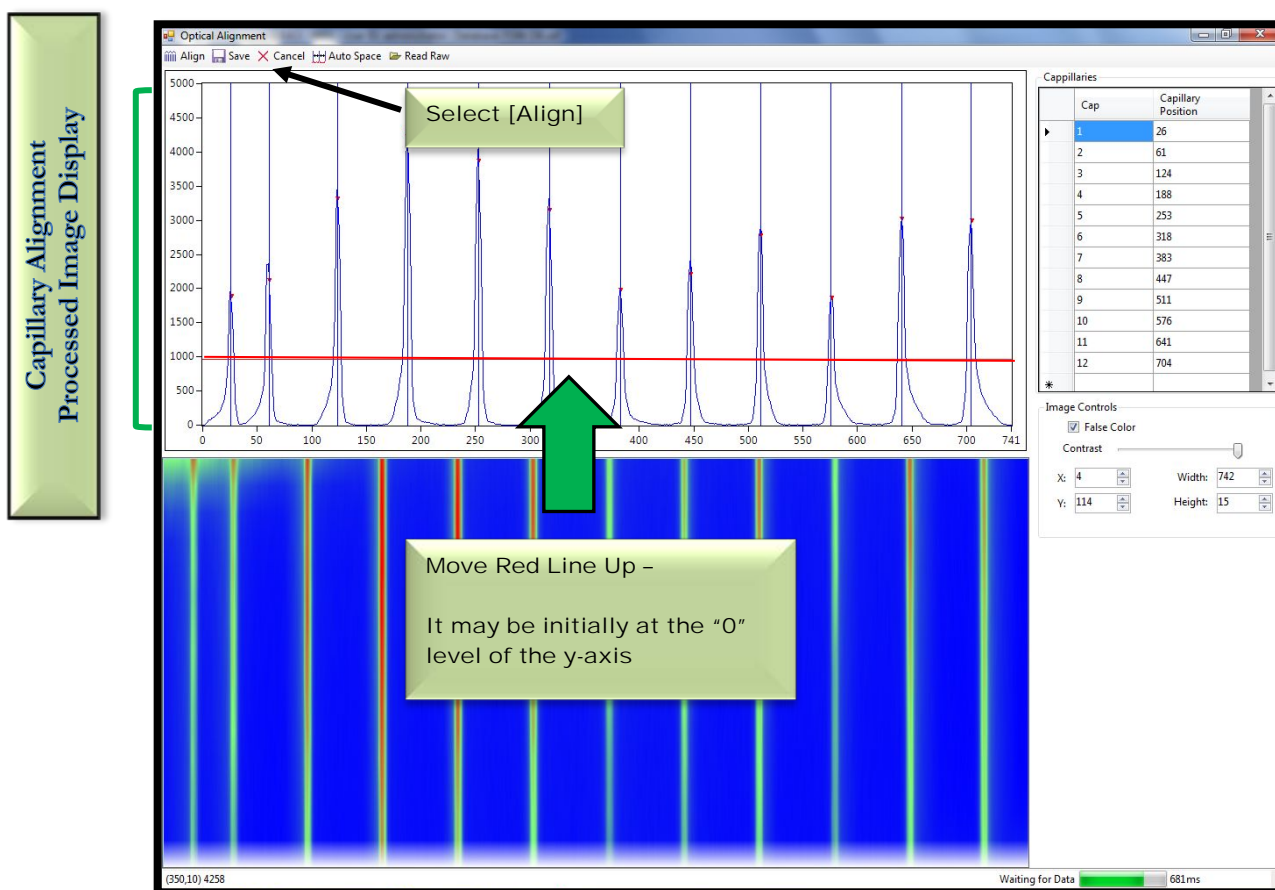 Capillary Alignment
Processed Image Display
Optical Alignment
Align Save Cancel Auto Space Read Raw
5000
4500
4000
3500
3000
2500
2000
1500
1000
500
0
0 50 100 150 200 250 300 400 450 500 550 600 650 700 741
Select [Align]
Move Red Line Up –
It may be initially at the “0”
level of the y-axis
Cappillaries
Cap Capillary Position
1 26
2 61
3 124
4 188
5 253
6 318
7 383
8 447
9 511
10 576
11 641
12 704
Image Controls
False Color
Contrast
X: 4 Width: 742
Y: 114 Height: 15
(350,10) 4258
Waiting for Data 681ms